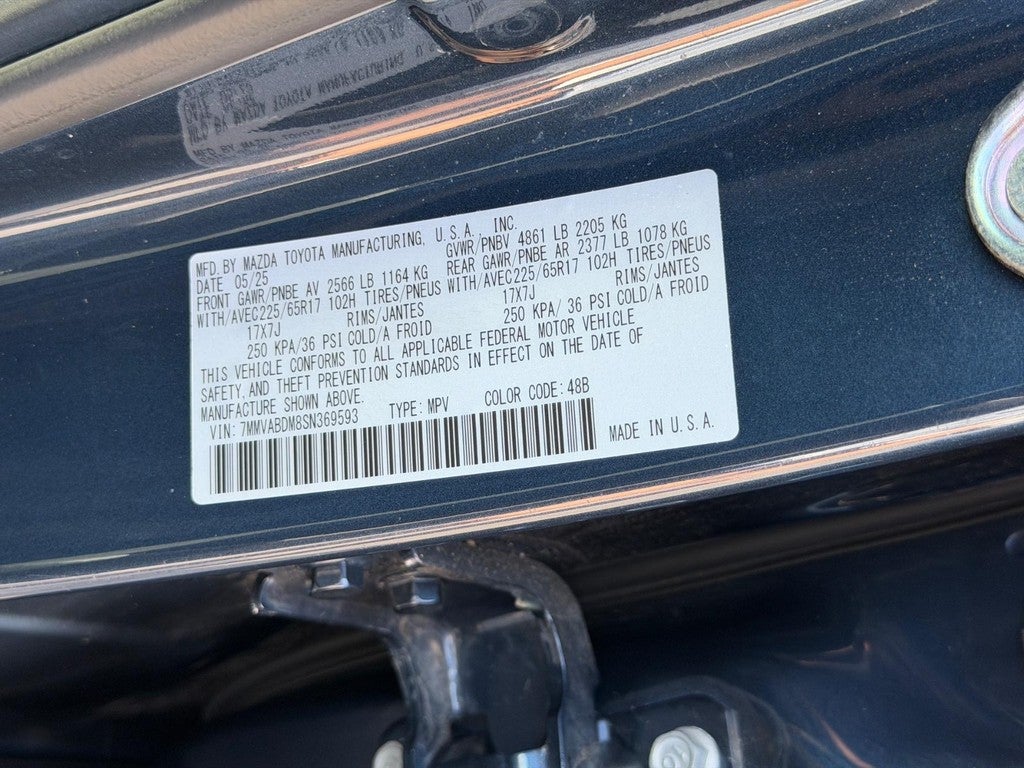 MFD. BY MAZDA TOYOTA MANUFACTURING, U.S.A. INC.
DATE 05/25 GVWR/PNBV 4861 LB 2205 KG
FRONT GAWR/PNBE AV 2566 LB 1164 KG REAR GAWR/PNBE AR 2377 LB 1078 KG
WITH/AVEC225/65R17 102H TIRES/PNEUS WITH/AVEC225/65R17 102H TIRES/PNEUS
17X7J RIMS/JANTES 17X7J RIMS/JANTES
250 KPA/36 PSI COLD/A FROID 250 KPA/36 PSI COLD/A FROID
THIS VEHICLE CONFORMS TO ALL APPLICABLE FEDERAL MOTOR VEHICLE
SAFETY, AND THEFT PREVENTION STANDARDS IN EFFECT ON THE DATE OF
MANUFACTURE SHOWN ABOVE.
VIN: 7MMVABDM8SN369593 TYPE: MPV COLOR CODE: 48B
MADE IN U.S.A.